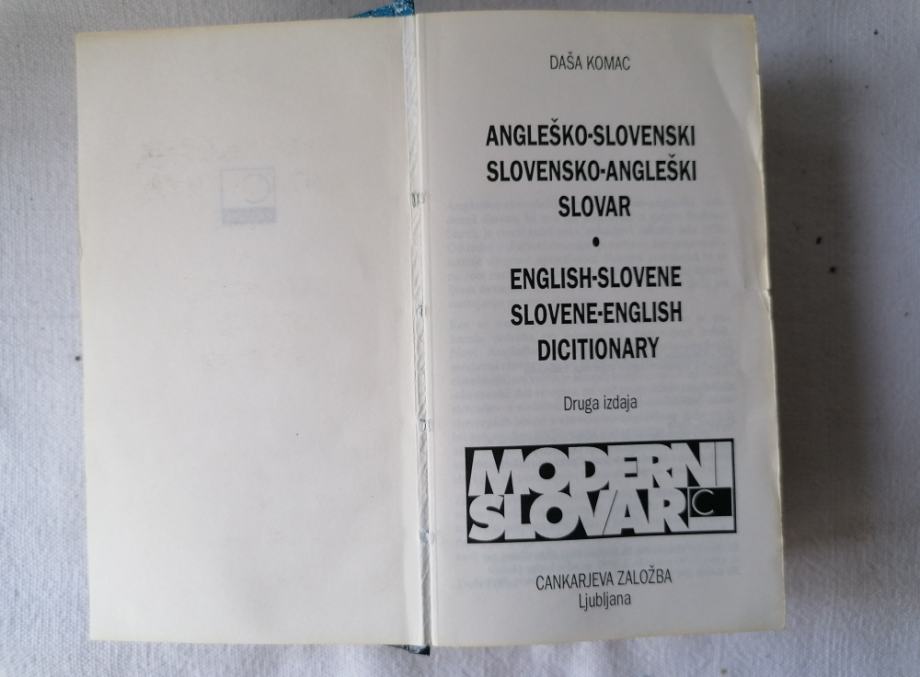 DAŠA KOMAC
ANGLEŠKO-SLOVENSKI
SLOVENSKO-ANGLEŠKI
SLOVAR
•
ENGLISH-SLOVENE
SLOVENE-ENGLISH
DICITIONARY
Druga izdaja
MODERNI
SLOVAR C
CANKARJEVA ZALOŽBA
Ljubljana